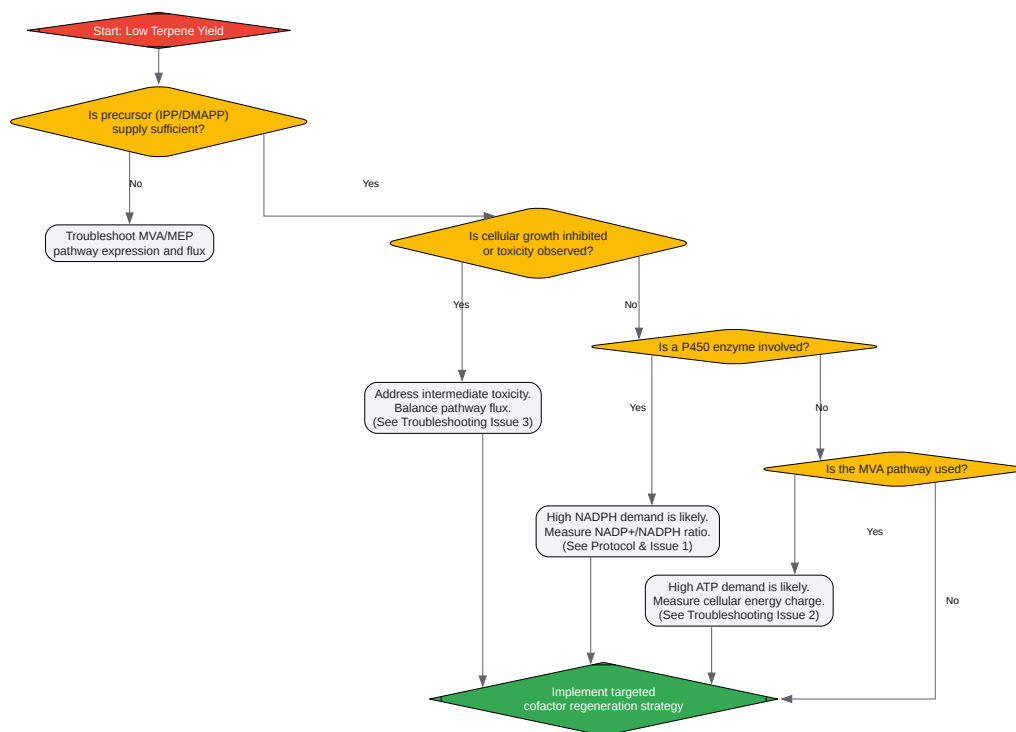 Start: Low Terpene Yield
Is precursor (IPP/DMAPP)
supply sufficient?
No
Yes
Troubleshoot MVA/MEP
pathway expression and flux
Is cellular growth inhibited
or toxicity observed?
Yes
No
Is a P450 enzyme involved?
Address intermediate toxicity.
Balance pathway flux.
(See Troubleshooting Issue 3)
Yes
No
Is the MVA pathway used?
High NADPH demand is likely.
Measure NADP+/NADPH ratio.
(See Protocol & Issue 1)
Yes
No
High ATP demand is likely.
Measure cellular energy charge.
(See Troubleshooting Issue 2)
Implement targeted
cofactor regeneration strategy